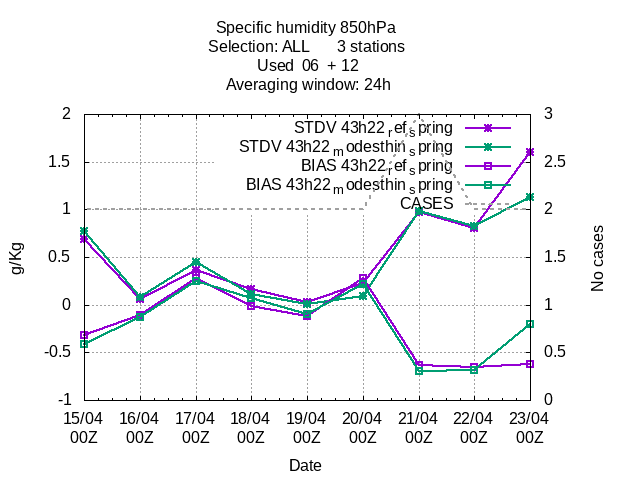 Specific humidity 850hPa
Selection: ALL      3 stations
Used  06  + 12
Averaging window: 24h
STDV 43h22_ref_spring
STDV 43h22_modesthin_spring
BIAS 43h22_ref_spring
BIAS 43h22_modesthin_spring
CASES
2
1.5
1
0.5
0
-0.5
-1
g/Kg
3
2.5
2
1.5
1
0.5
0
No cases
15/04 16/04 17/04 18/04 19/04 20/04 21/04 22/04 23/04
00Z 00Z 00Z 00Z 00Z 00Z 00Z 00Z 00Z
Date